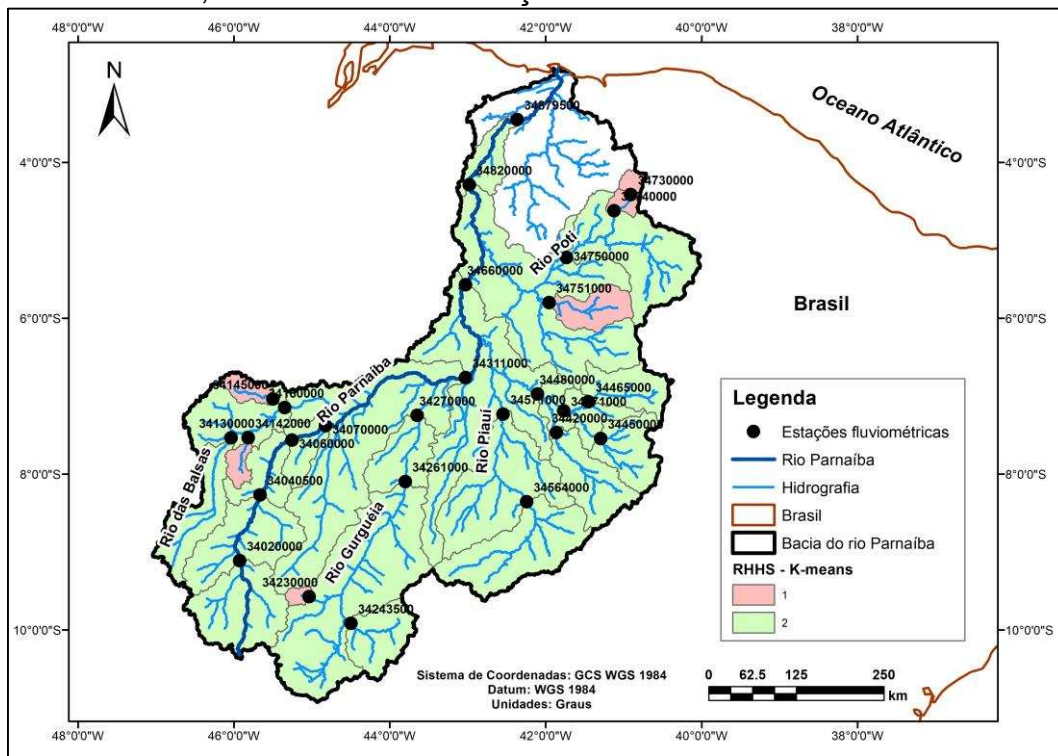 48°0'0"W 46°0'0"W 44°0'0"W 42°0'0"W 40°0'0"W 38°0'0"W
N
Oceano Atlântico
4°0'0"S
4°0'0"S
34879500
34820000
34730000
Rio Poti
34750000
34660000
34751000
6°0'0"S
6°0'0"S
Brasil
34311000
Rio Parnaíba
34145000
34270000
34480000
34465000
34571000
34420000
34450000
34130000
34142000
34070000
34060000
Rio Piauí
Rio das Balsas
34261000
8°0'0"S
8°0'0"S
34040500
34564000
Rio Gurguéia
34020000
34230000
34243500
10°0'0"S
10°0'0"S
Legenda
Estações fluviométricas
Rio Parnaíba
Hidrografia
Brasil
Bacia do rio Parnaíba
RHHS - K-means
1
2
Sistema de Coordenadas: GCS WGS 1984
Datum: WGS 1984
Unidades: Graus
0 62.5 125 250
km
48°0'0"W 46°0'0"W 44°0'0"W 42°0'0"W 40°0'0"W 38°0'0"W